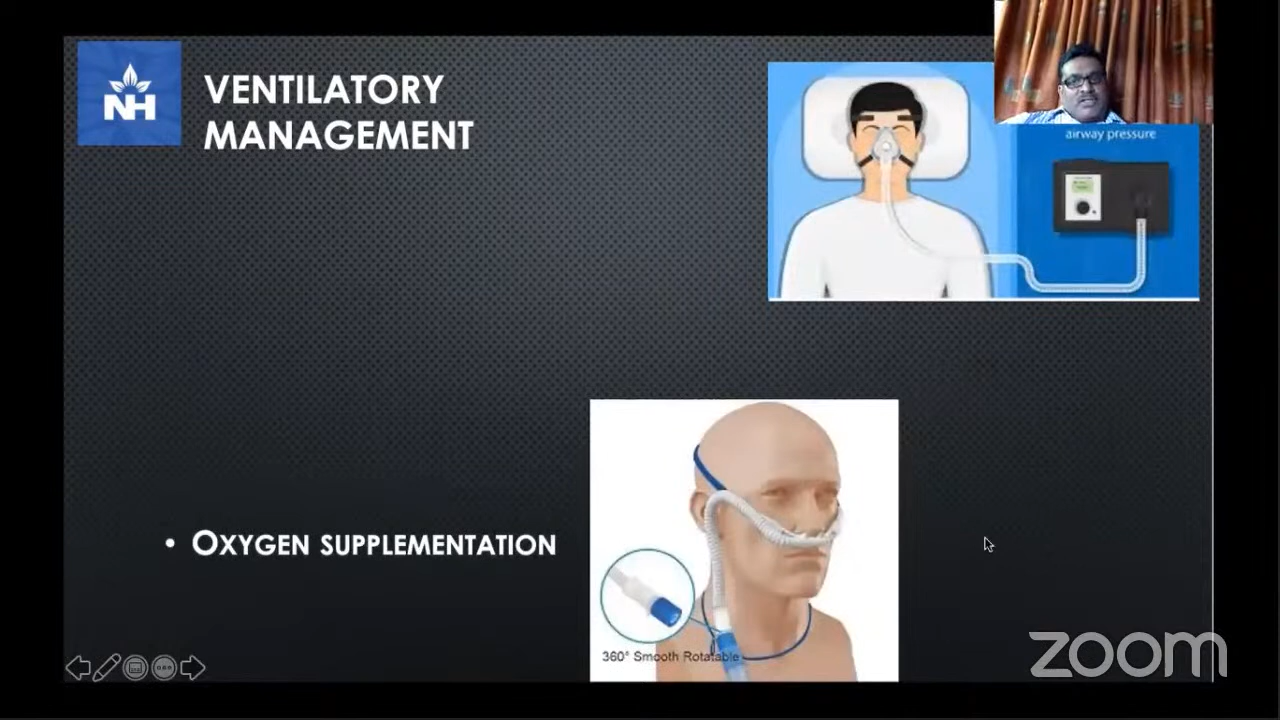 NH
VENTILATORY
MANAGEMENT
airway pressure
• OXYGEN SUPPLEMENTATION
360° Smooth Rotatable
zoom